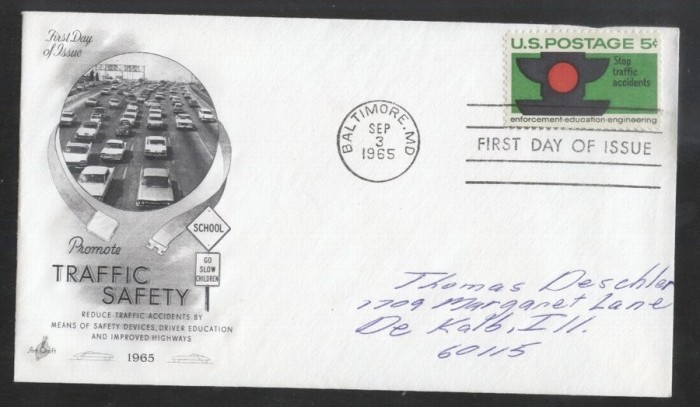 First Day
of Issue
U.S. POSTAGE 5¢
Stop
traffic
accidents
enforcement·education·engineering
BALTIMORE, MD
SEP
3
1965
FIRST DAY OF ISSUE
SCHOOL
GO
SLOW
CHILDREN
Promote
TRAFFIC
SAFETY
REDUCE TRAFFIC ACCIDENTS BY
MEANS OF SAFETY DEVICES, DRIVER EDUCATION
AND IMPROVED HIGHWAYS
1965
ArtCraft
Thomas Deschler
1709 Margaret Lane
De Kalb, Ill.
60115